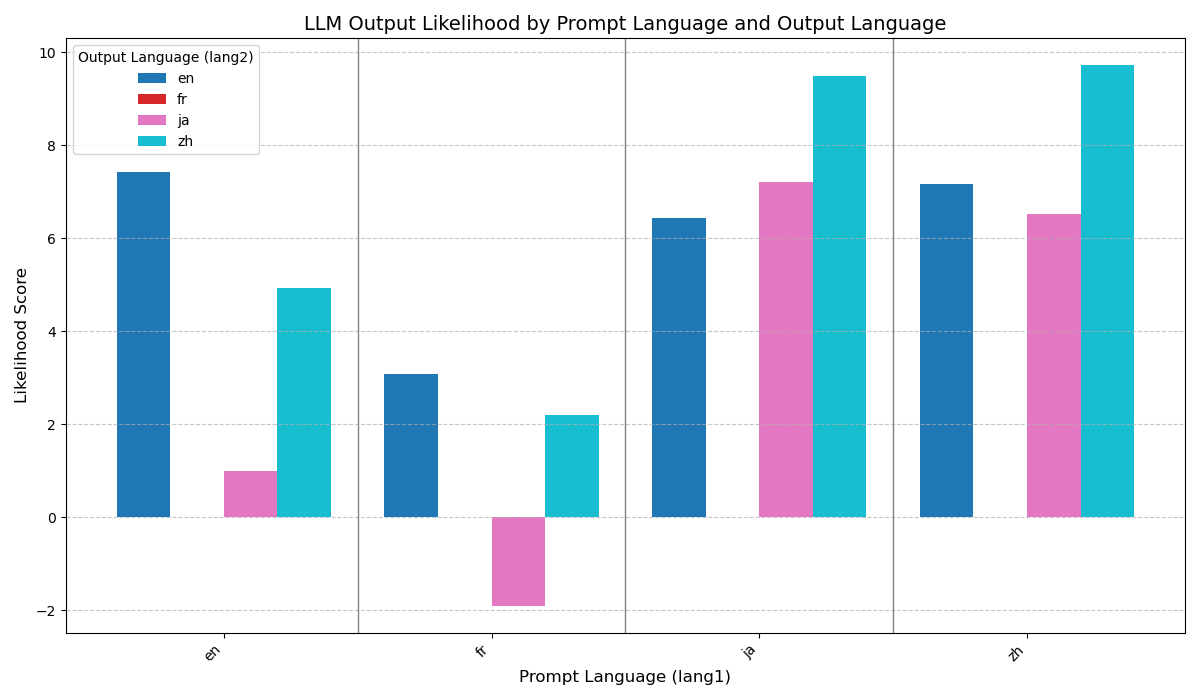 LLM Output Likelihood by Prompt Language and Output Language
Output Language (lang2)
en
fr
ja
zh
Likelihood Score
10
8
6
4
2
0
−2
en
fr
ja
zh
Prompt Language (lang1)